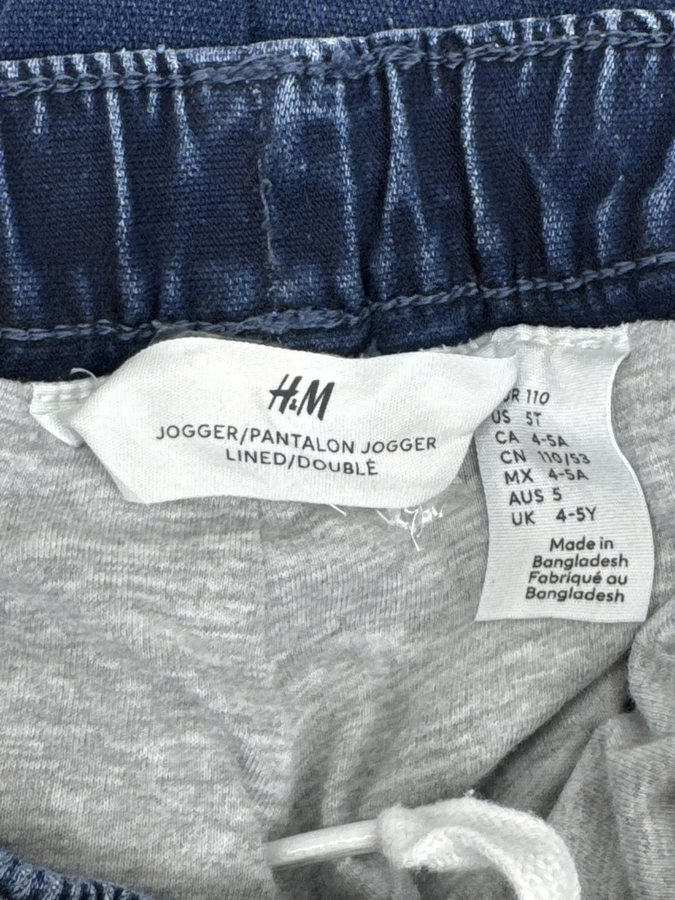 H&M
JOGGER/PANTALON JOGGER
LINED/DOUBLÉ
110
US 5T
CA 4-5A
CN 110/53
MX 4-5A
AUS 5
UK 4-5Y
Made in
Bangladesh
Fabriqué au
Bangladesh